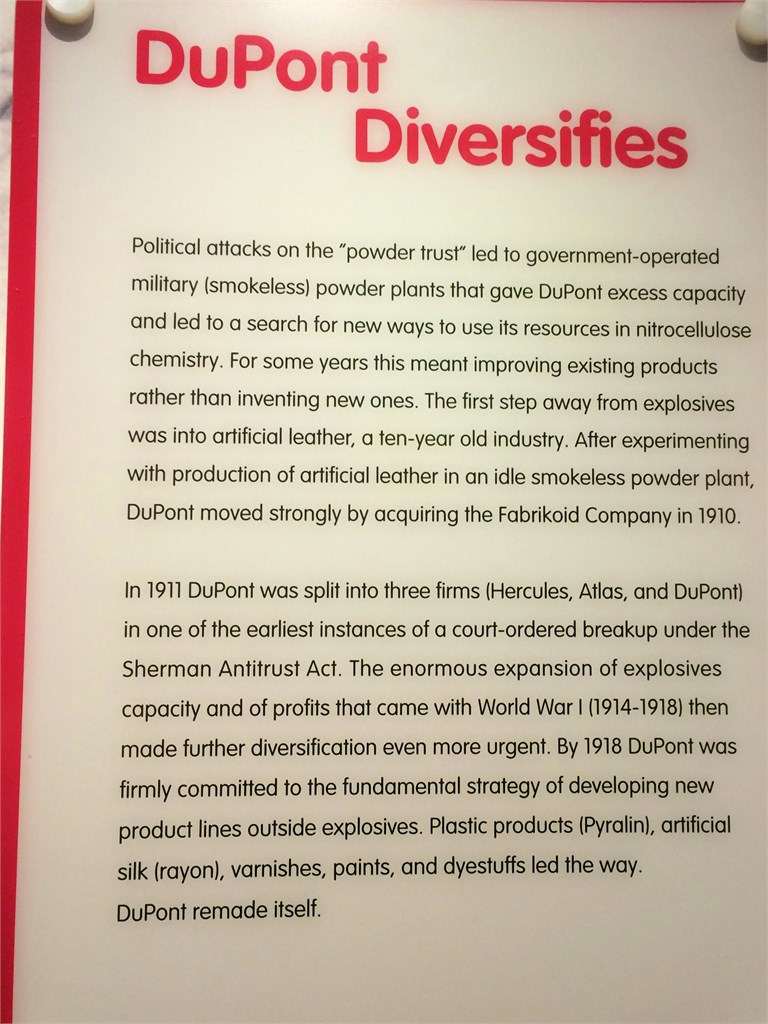 DuPont
Diversifies
Political attacks on the "powder trust" led to government-operated
military (smokeless) powder plants that gave DuPont excess capacity
and led to a search for new ways to use its resources in nitrocellulose
chemistry. For some years this meant improving existing products
rather than inventing new ones. The first step away from explosives
was into artificial leather, a ten-year old industry. After experimenting
with production of artificial leather in an idle smokeless powder plant,
DuPont moved strongly by acquiring the Fabrikoid Company in 1910.
In 1911 DuPont was split into three firms (Hercules, Atlas, and DuPont)
in one of the earliest instances of a court-ordered breakup under the
Sherman Antitrust Act. The enormous expansion of explosives
capacity and of profits that came with World War I (1914-1918) then
made further diversification even more urgent. By 1918 DuPont was
firmly committed to the fundamental strategy of developing new
product lines outside explosives. Plastic products (Pyralin), artificial
silk (rayon), varnishes, paints, and dyestuffs led the way.
DuPont remade itself.